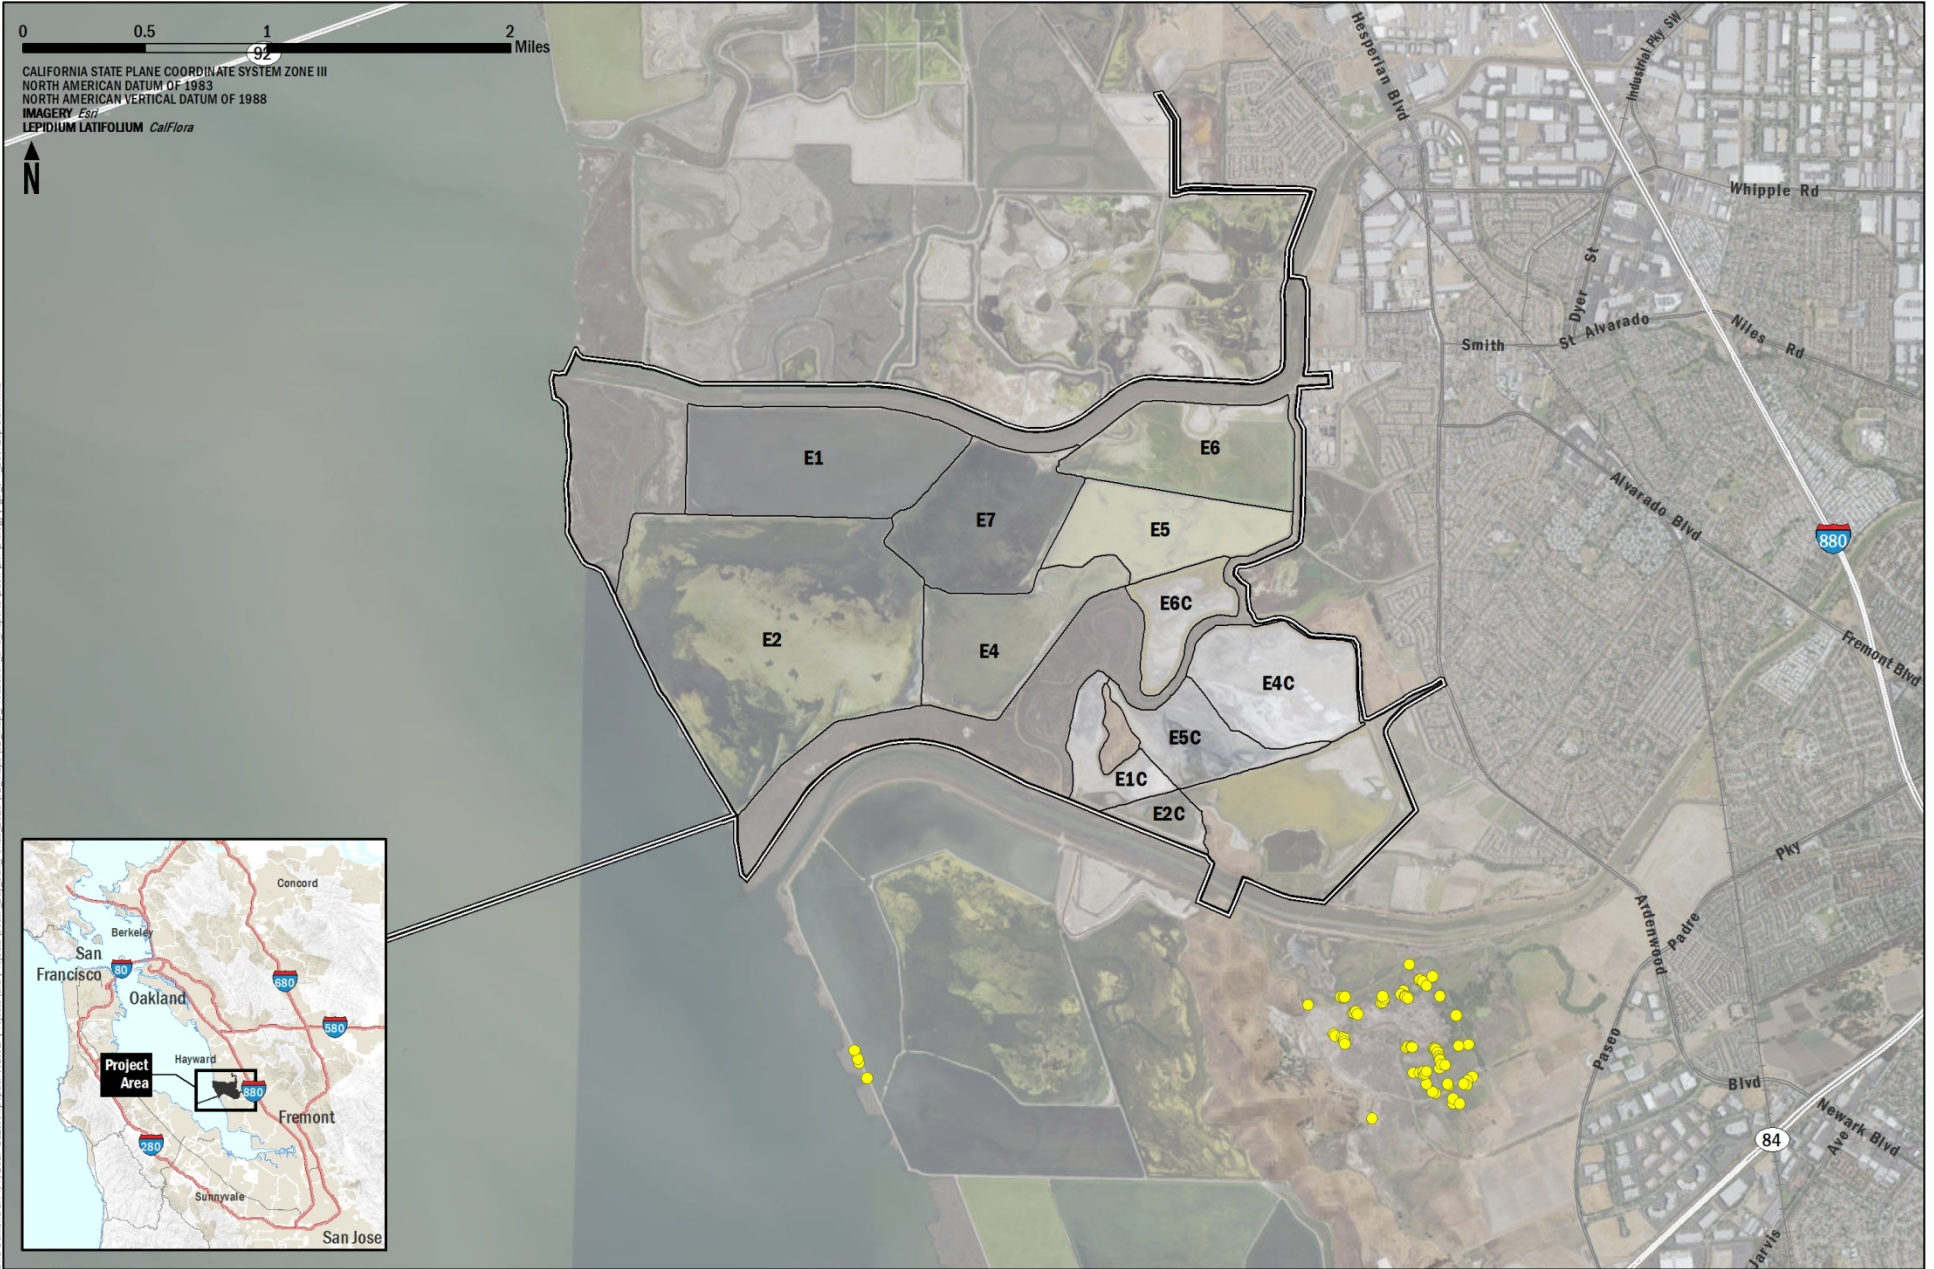 0 0.5 1 2
Miles
92
CALIFORNIA STATE PLANE COORDINATE SYSTEM ZONE III
NORTH AMERICAN DATUM OF 1983
NORTH AMERICAN VERTICAL DATUM OF 1988
IMAGERY Esri
LEPIDIUM LATIFOLIUM CalFlora
N
Hesperian Blvd
Industrial Pky SW
Whipple Rd
Dyer St
Smith
St Alvarado
Niles Rd
Alvarado Blvd
880
Fremont Blvd
E1
E6
E7
E5
E6C
E2
E4
E4C
E5C
E1C
E2C
Ardenwood
Paseo Padre Pky
Blvd
Newark Blvd
84
Ave
Jarvis
Concord
Berkeley
San
Francisco
80
680
Oakland
580
Hayward
Project
Area
880
Fremont
280
Sunnyvale
San Jose